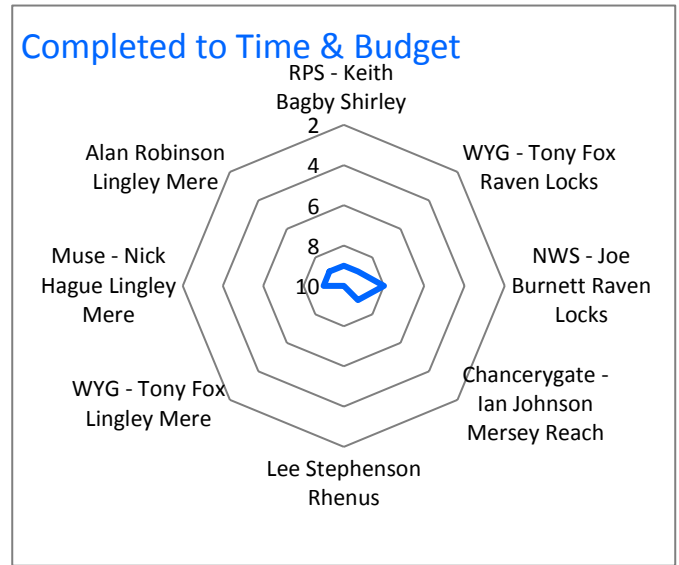 Completed to Time & Budget
RPS - Keith
Bagby Shirley
WYG - Tony Fox
Raven Locks
NWS - Joe
Burnett Raven
Locks
Chancerygate -
Ian Johnson
Mersey Reach
Lee Stephenson
Rhenus
WYG - Tony Fox
Lingley Mere
Muse - Nick
Hague Lingley
Mere
Alan Robinson
Lingley Mere
2
4
6
8
10